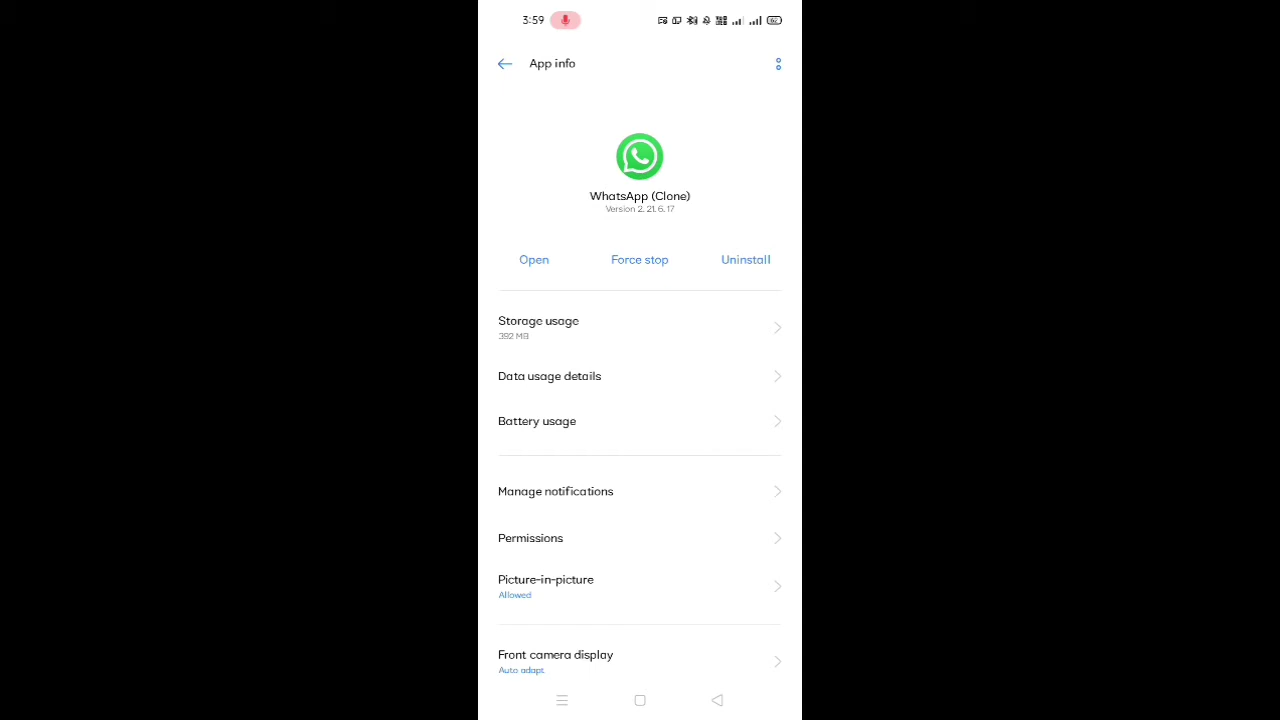 3:59
App info
WhatsApp (Clone)
Version 2.21.6.17
Open Force stop Uninstall
Storage usage
392 MB
Data usage details
Battery usage
Manage notifications
Permissions
Picture-in-picture
Allowed
Front camera display
Auto adapt